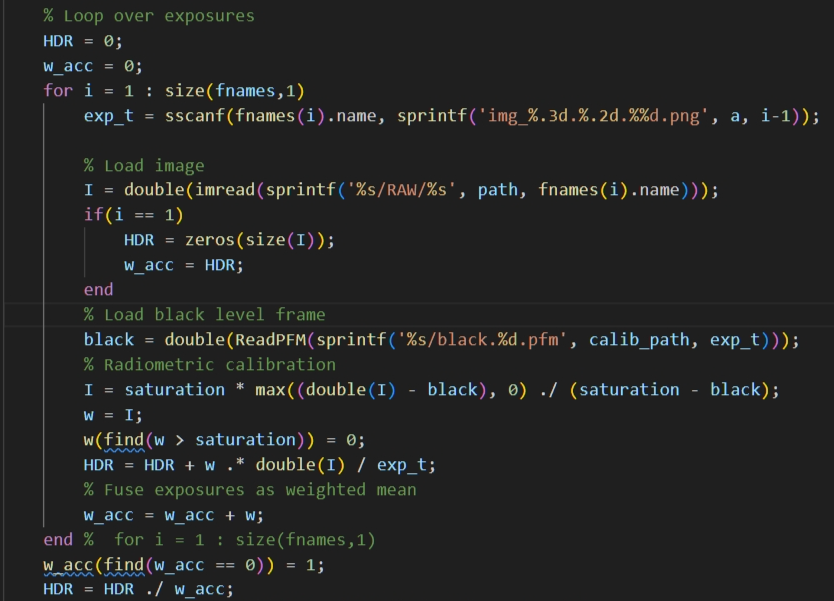 % Loop over exposures
HDR = 0;
w_acc = 0;
for i = 1 : size(fnames,1)
exp_t = sscanf(fnames(i).name, sprintf('img_%.3d.%.2d.%%d.png', a, i-1));
% Load image
I = double(imread(sprintf('%s/RAW/%s', path, fnames(i).name)));
if(i == 1)
HDR = zeros(size(I));
w_acc = HDR;
end
% Load black level frame
black = double(ReadPFM(sprintf('%s/black.%d.pfm', calib_path, exp_t)));
% Radiometric calibration
I = saturation * max((double(I) - black), 0) ./ (saturation - black);
w = I;
w(find(w > saturation)) = 0;
HDR = HDR + w .* double(I) / exp_t;
% Fuse exposures as weighted mean
w_acc = w_acc + w;
end %  for i = 1 : size(fnames,1)
w_acc(find(w_acc == 0)) = 1;
HDR = HDR ./ w_acc;